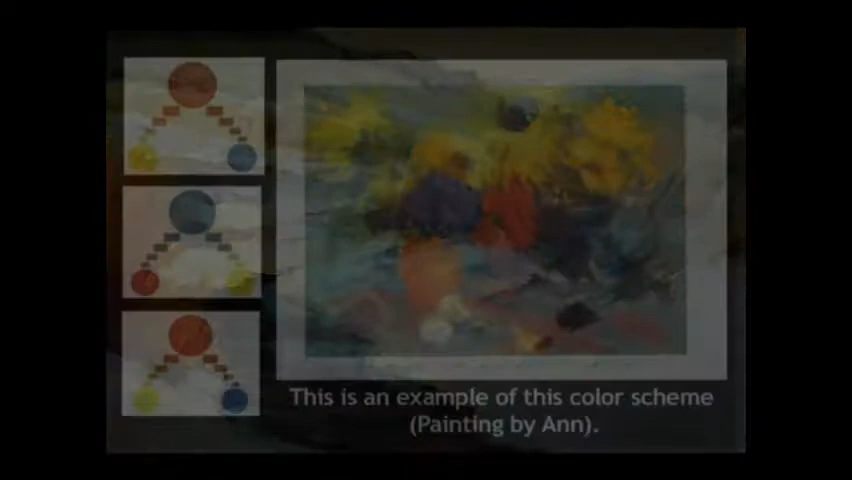 This is an example of this color scheme
(Painting by Ann).